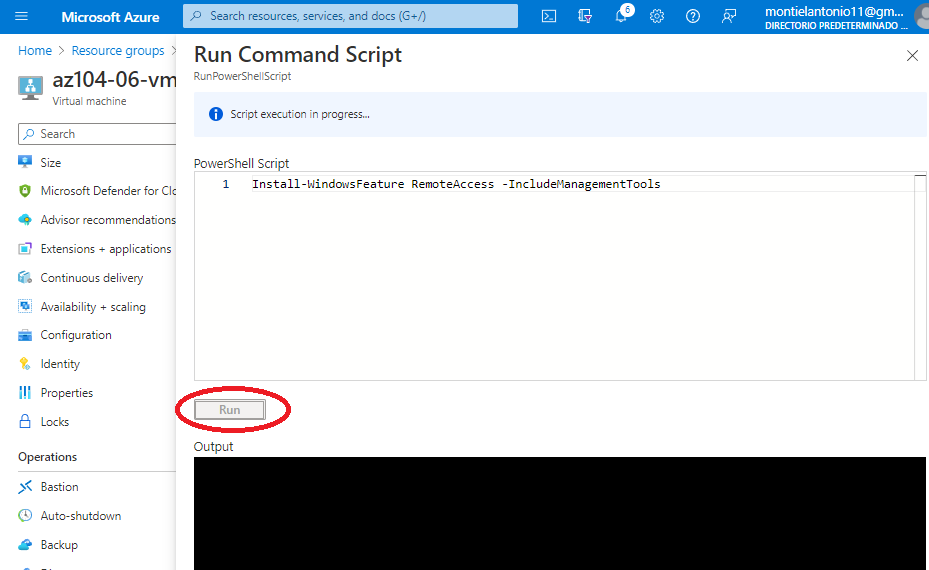 Microsoft Azure
Search resources, services, and docs (G+/)
6
montielantonio11@gm...
DIRECTORIO PREDETERMINADO ...
Home > Resource groups >
az104-06-vm
Virtual machine
Search
Size
Microsoft Defender for Clo
Advisor recommendations
Extensions + applications
Continuous delivery
Availability + scaling
Configuration
Identity
Properties
Locks
Operations
Bastion
Auto-shutdown
Backup
Run Command Script
RunPowerShellScript
Script execution in progress...
PowerShell Script
1 Install-WindowsFeature RemoteAccess -IncludeManagementTools
Run
Output